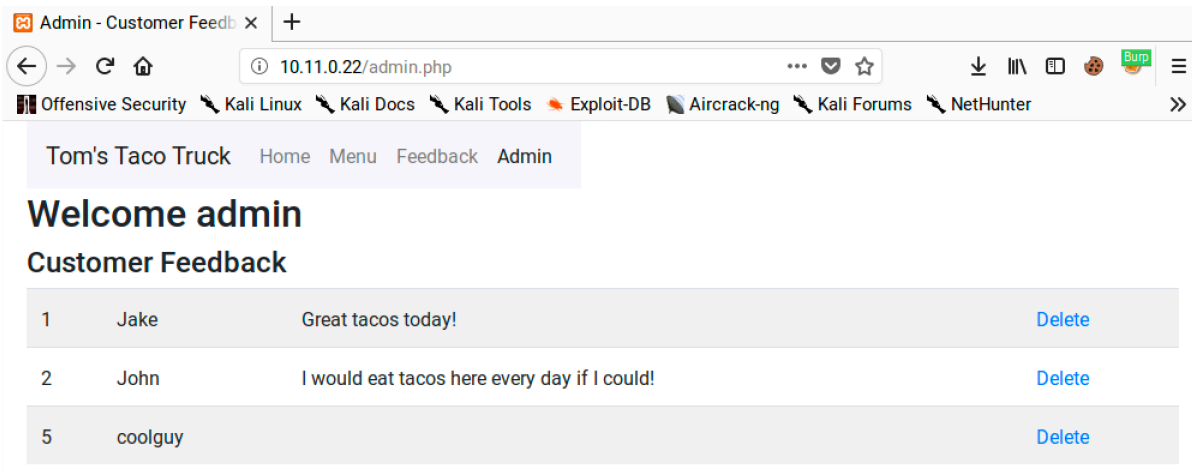 Admin - Customer Feedb
10.11.0.22/admin.php
Burp
Offensive Security Kali Linux Kali Docs Kali Tools Exploit-DB Aircrack-ng Kali Forums NetHunter
Tom's Taco Truck Home Menu Feedback Admin
Welcome admin
Customer Feedback
1 Jake Great tacos today! Delete
2 John I would eat tacos here every day if I could! Delete
5 coolguy Delete